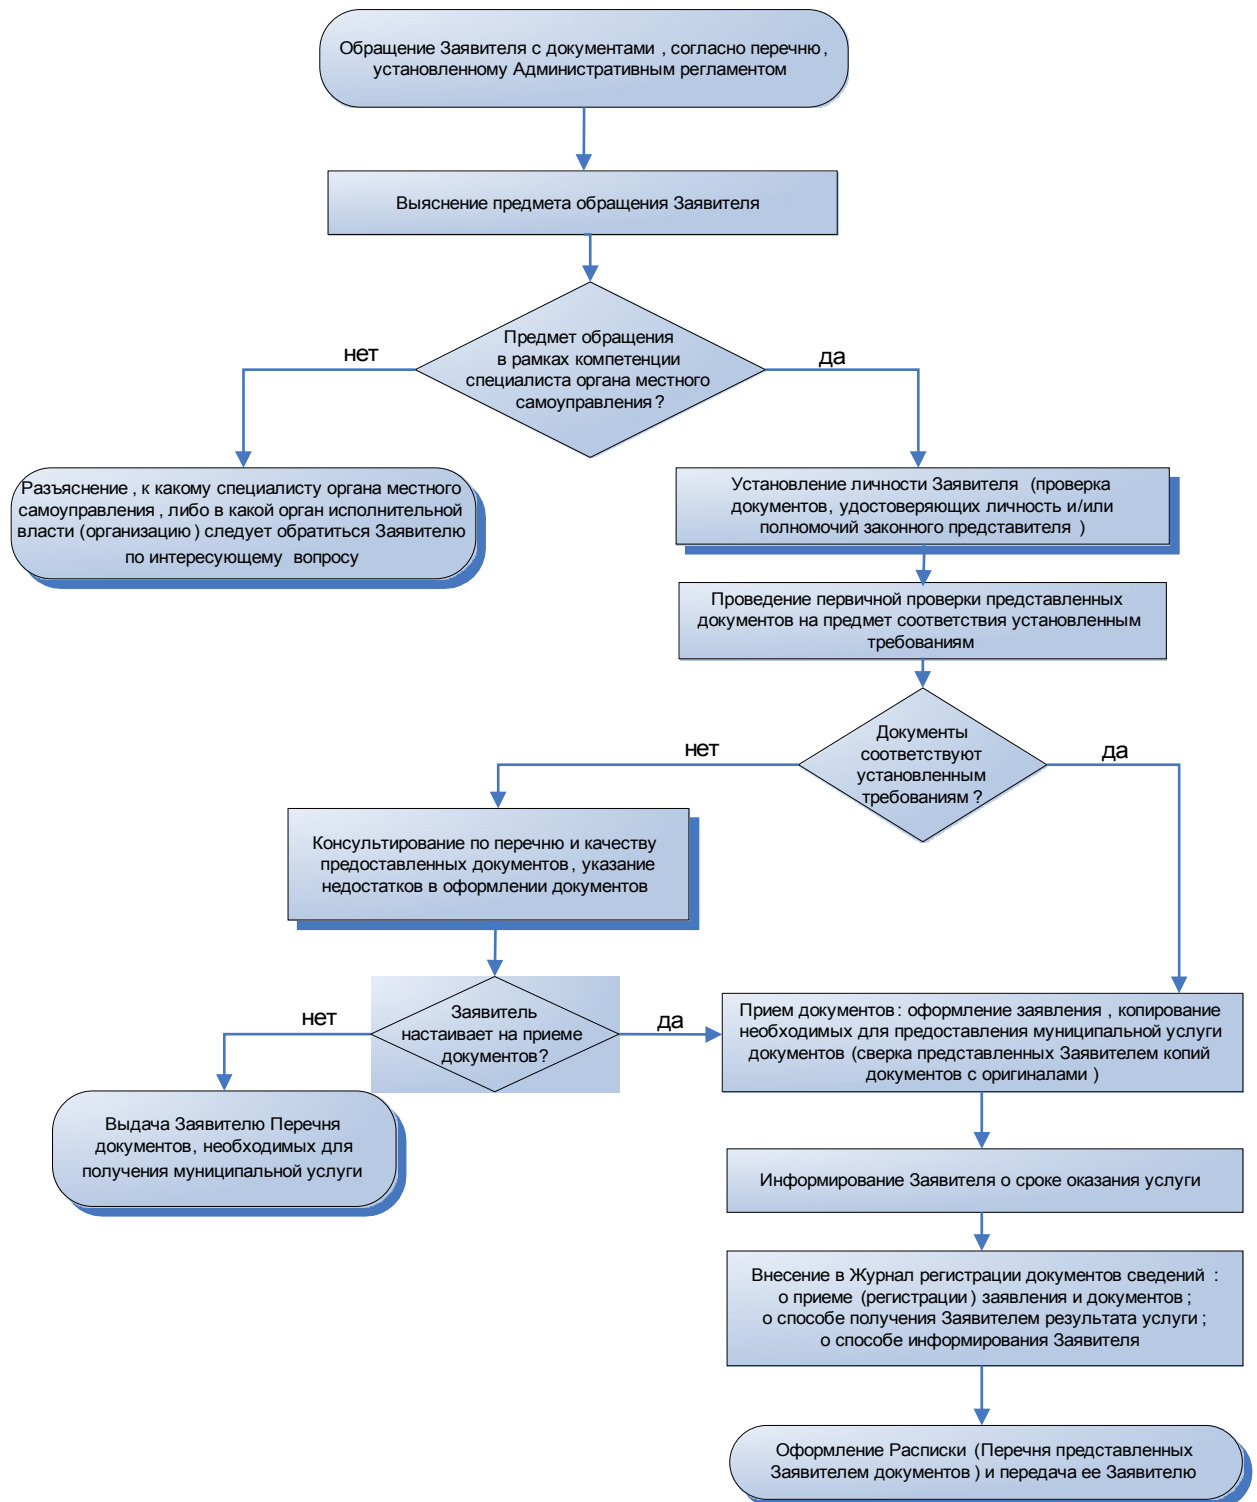 Обращение Заявителя с документами , согласно перечню,
установленному Административным регламентом
Выяснение предмета обращения Заявителя
Предмет обращения
в рамках компетенции
специалиста органа местного
самоуправления ?
нет
да
Разъяснение , к какому специалисту органа местного
самоуправления , либо в какой орган исполнительной
власти (организацию ) следует обратиться Заявителю
по интересующему вопросу
Установление личности Заявителя (проверка
документов, удостоверяющих личность и/или
полномочий законного представителя )
Проведение первичной проверки представленных
документов на предмет соответствия установленным
требованиям
Документы
соответствуют
установленным
требованиям ?
нет
да
Консультирование по перечню и качеству
предоставленных документов , указание
недостатков в оформлении документов
Заявитель
настаивает на приеме
документов?
нет
да
Прием документов : оформление заявления , копирование
необходимых для предоставления муниципальной услуги
документов (сверка представленных Заявителем копий
документов с оригиналами )
Выдача Заявителю Перечня
документов, необходимых для
получения муниципальной услуги
Информирование Заявителя о сроке оказания услуги
Внесение в Журнал регистрации документов сведений :
о приеме (регистрации ) заявления и документов ;
о способе получения Заявителем результата услуги ;
о способе информирования Заявителя
Оформление Расписки (Перечня представленных
Заявителем документов ) и передача ее Заявителю